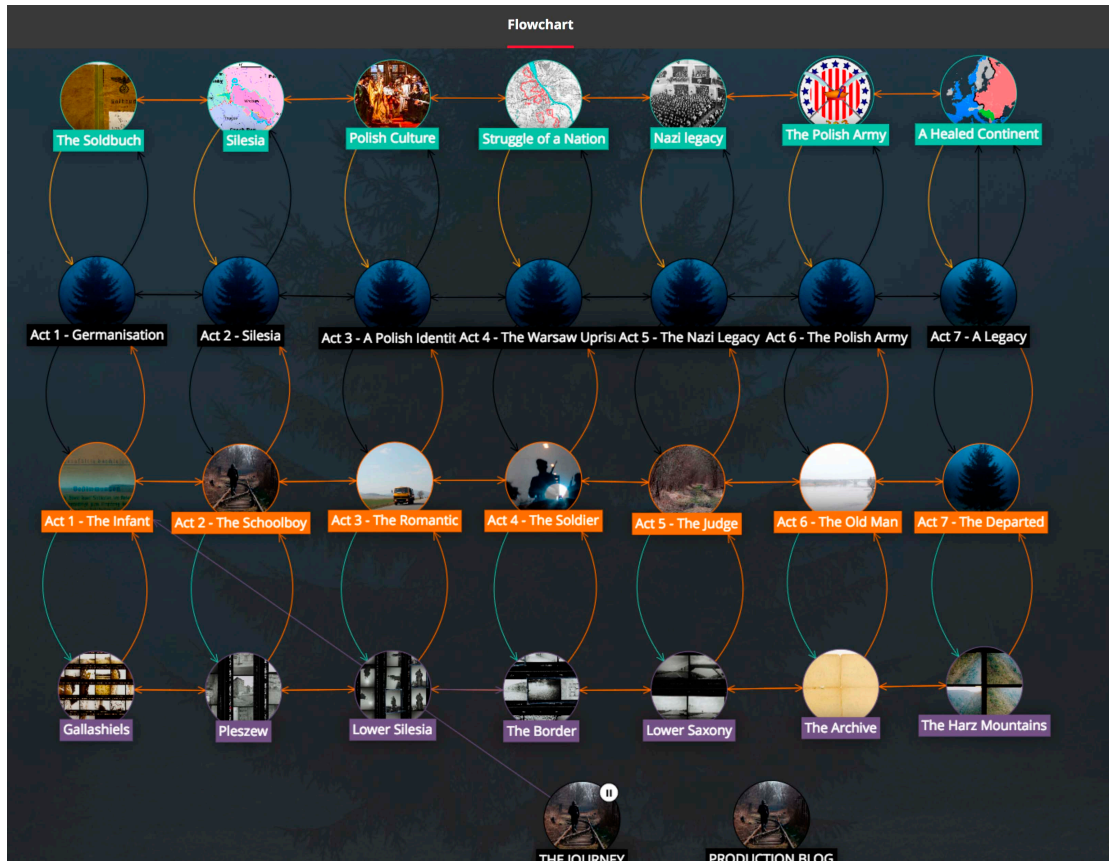 Flowchart
The Soldbuch
Silesia
Polish Culture
Struggle of a Nation
Nazi legacy
The Polish Army
A Healed Continent
Act 1 - Germanisation
Act 2 - Silesia
Act 3 - A Polish Identit
Act 4 - The Warsaw Upris
Act 5 - The Nazi Legacy
Act 6 - The Polish Army
Act 7 - A Legacy
Act 1 - The Infant
Act 2 - The Schoolboy
Act 3 - The Romantic
Act 4 - The Soldier
Act 5 - The Judge
Act 6 - The Old Man
Act 7 - The Departed
Gallashiels
Pleszew
Lower Silesia
The Border
Lower Saxony
The Archive
The Harz Mountains
THE JOURNEY
PRODUCTION BLOG